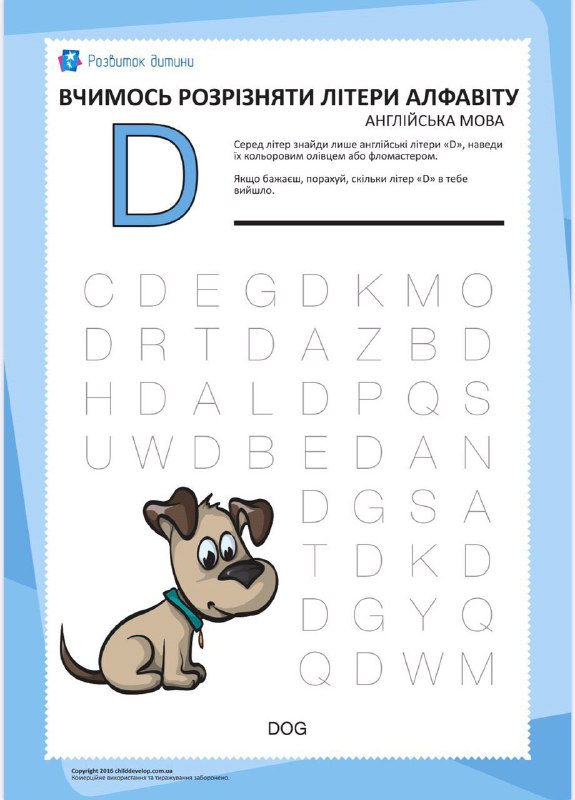 Розвиток дитини
ВЧИМОСЬ РОЗРІЗНЯТИ ЛІТЕРИ АЛФАВІТУ
АНГЛІЙСЬКА МОВА
D
Серед літер знайди лише англійські літери «D», наведи
їх кольоровим олівцем або фломастером.
Якщо бажаєш, порахуй, скільки літер «D» в тебе
вийшло.
C D E G D K M O
D R T D A Z B D
H D A L D P Q S
U W D B E D A N
D G S A
T D K D
D G Y Q
Q D W M
DOG
Copyright 2016 childdevelop.com.ua
Комерційне використання та тиражування заборонено.